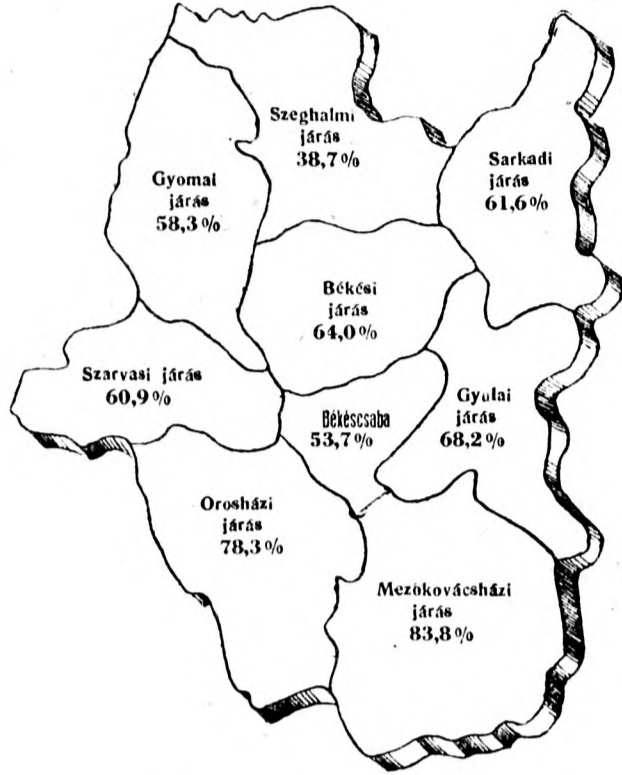 Szeghalmi
járás
38,7%
Sarkadi
járás
61,6%
Gyomai
járás
58,3%
Békési
járás
64,0%
Szarvasi járás
60,9%
Békéscsaba
53,7%
Gyulai
járás
68,2%
Orosházi
járás
78,3%
Mezőkovácsházi
járás
83,8%